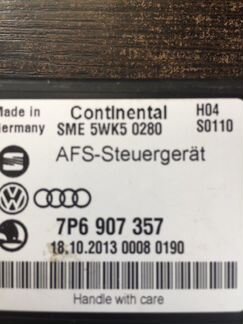 Made in Continental H04
Germany SME 5WK5 0280 S0110
AFS-Steuergerät
7P6 907 357
18.10.2013 0008 0190
Handle with care